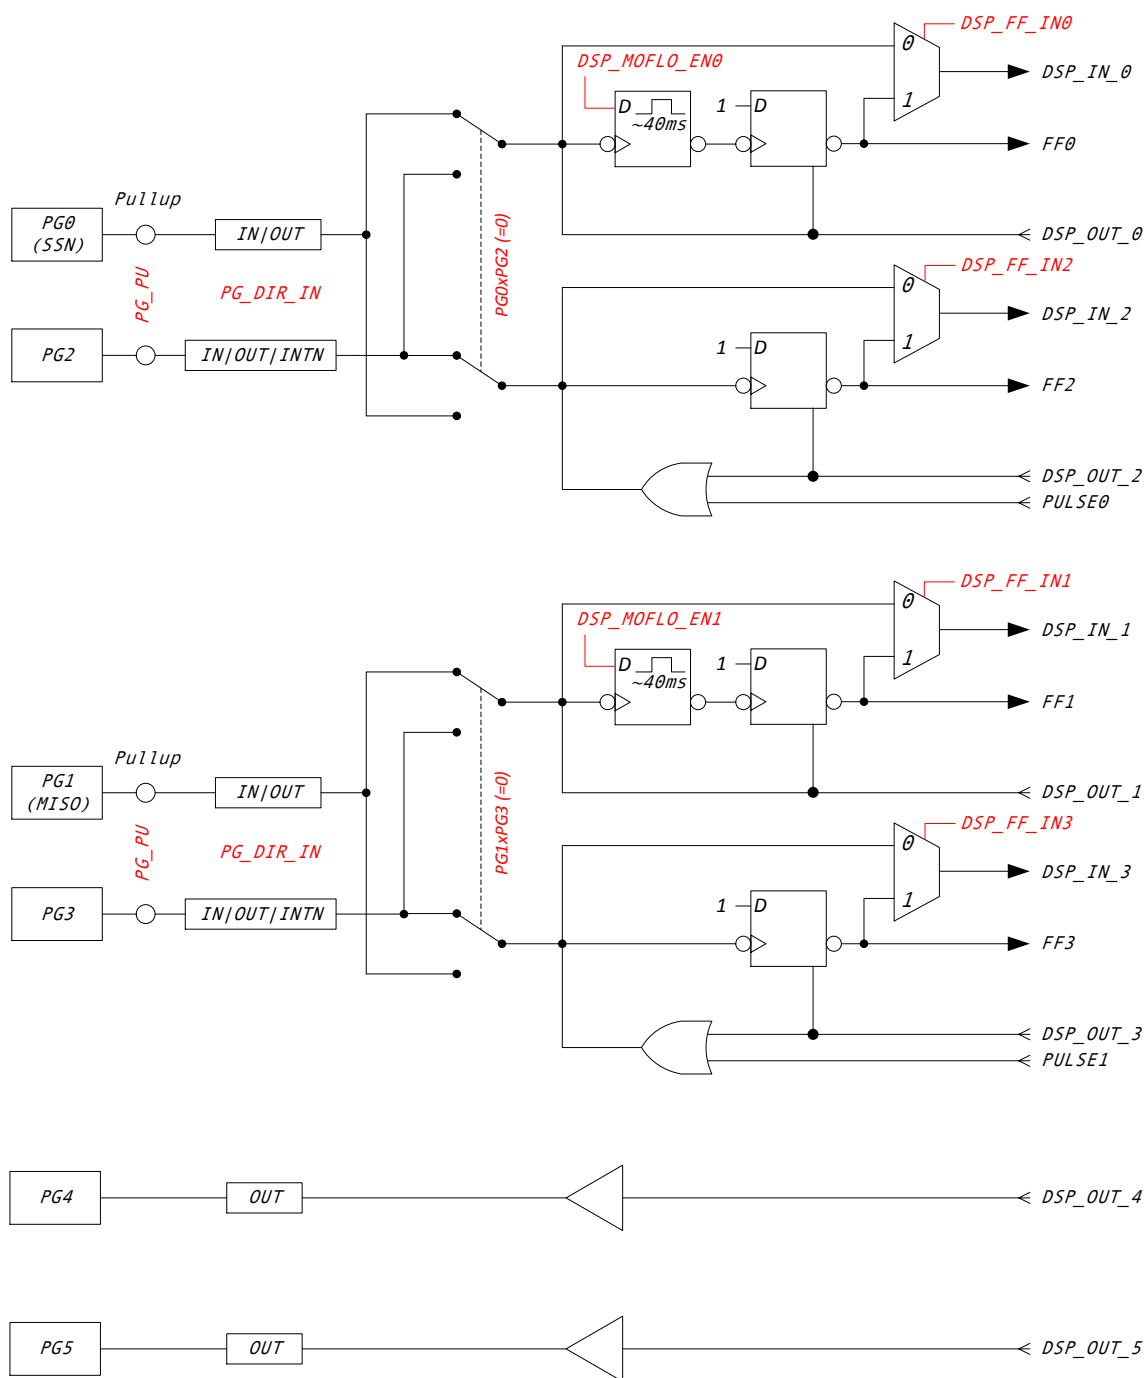 DSP_FF_IN0
0
DSP_MOFLO_EN0
DSP_IN_0
D
~40ms
1
D
1
FF0
Pullup
PG0
(SSN)
IN|OUT
DSP_OUT_0
PG_PU
PG_DIR_IN
PG0xPG2 (=0)
DSP_FF_IN2
0
DSP_IN_2
PG2
IN|OUT|INTN
1
D
1
FF2
DSP_OUT_2
PULSE0
DSP_FF_IN1
0
DSP_MOFLO_EN1
DSP_IN_1
D
~40ms
1
D
1
FF1
Pullup
PG1
(MISO)
IN|OUT
DSP_OUT_1
PG_PU
PG_DIR_IN
PG1xPG3 (=0)
DSP_FF_IN3
0
DSP_IN_3
PG3
IN|OUT|INTN
1
D
1
FF3
DSP_OUT_3
PULSE1
PG4
OUT
DSP_OUT_4
PG5
OUT
DSP_OUT_5